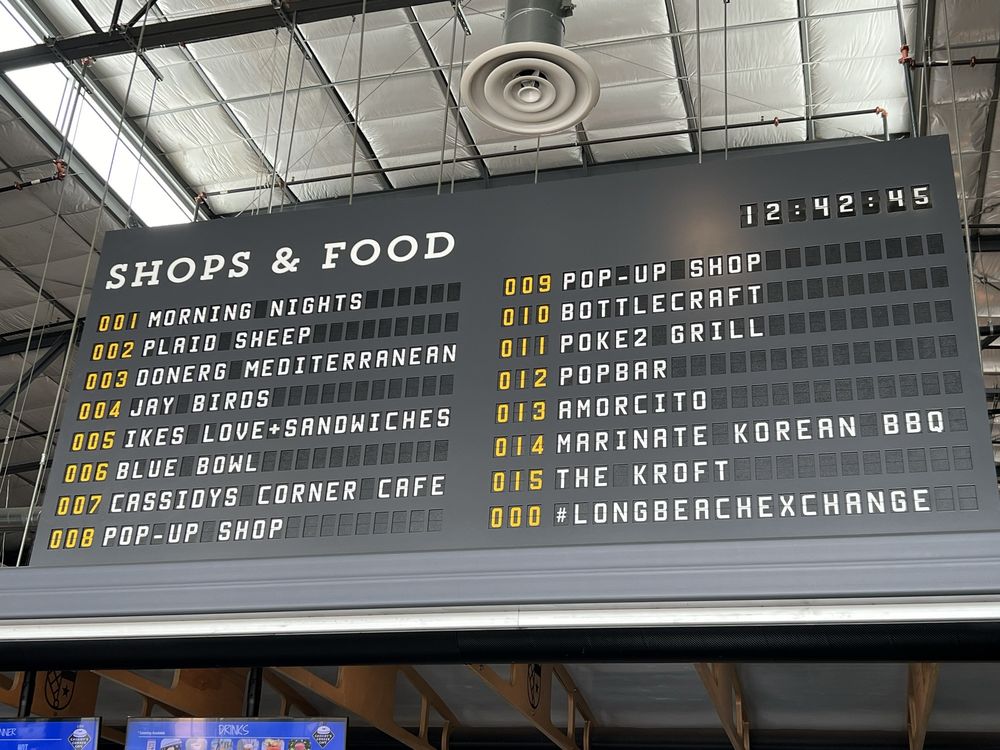 SHOPS & FOOD
12:42:45
001 MORNING NIGHTS
002 PLAID SHEEP
003 DONERG MEDITERRANEAN
004 JAY BIRDS
005 IKES LOVE+SANDWICHES
006 BLUE BOWL
007 CASSIDYS CORNER CAFE
008 POP-UP SHOP
009 POP-UP SHOP
010 BOTTLECRAFT
011 POKE2 GRILL
012 POPBAR
013 AMORCITO
014 MARINATE KOREAN BBQ
015 THE KROFT
000 #LONGBEACHEXCHANGE
DRINKS